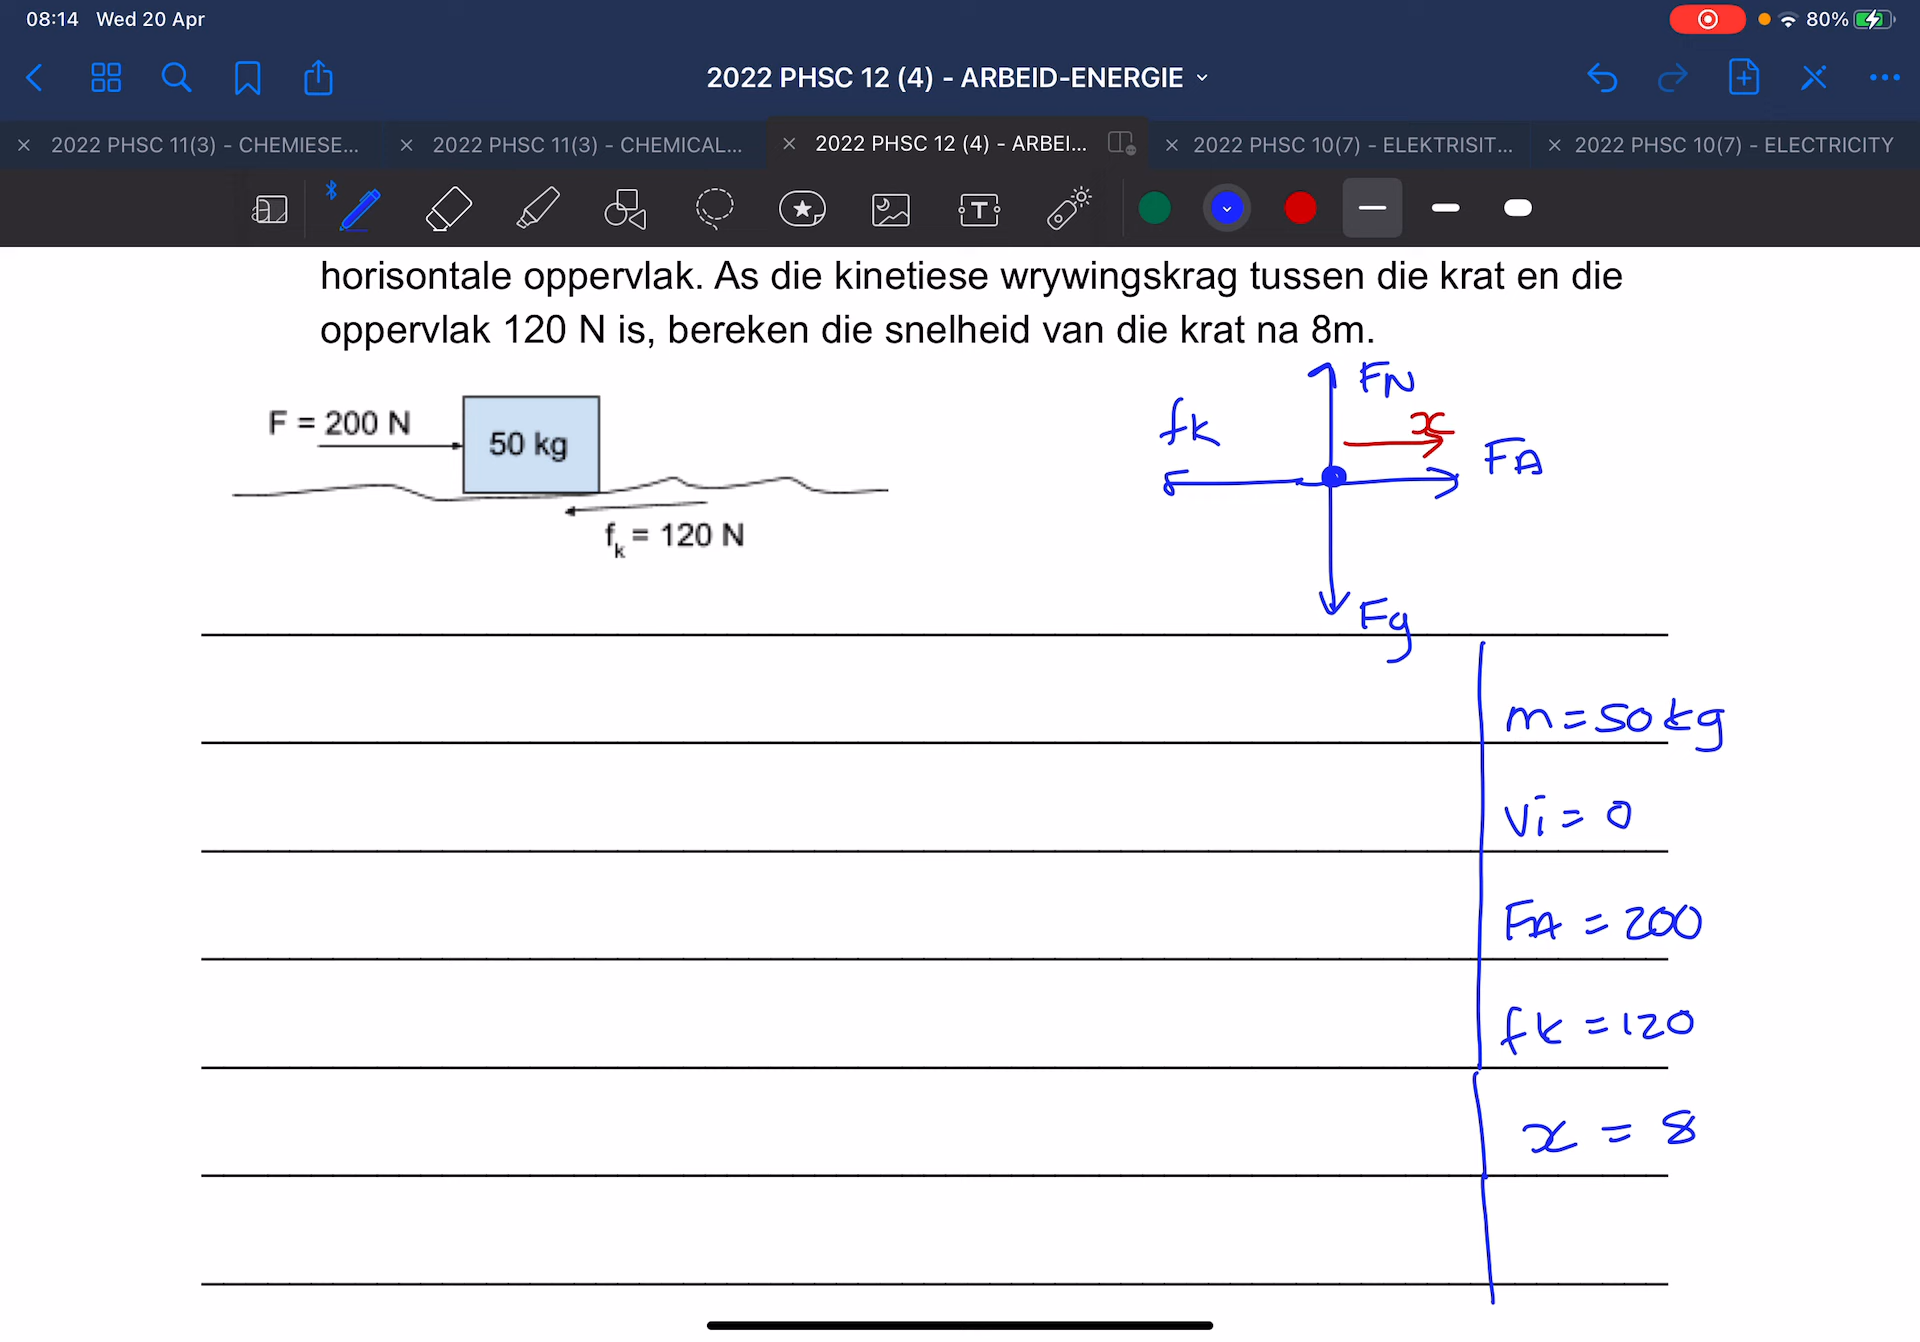 08:14 Wed 20 Apr
80%
2022 PHSC 12 (4) - ARBEID-ENERGIE
2022 PHSC 11(3) - CHEMIESE...
2022 PHSC 11(3) - CHEMICAL...
2022 PHSC 12 (4) - ARBEI...
2022 PHSC 10(7) - ELEKTRISIT...
2022 PHSC 10(7) - ELECTRICITY
T
horisontale oppervlak. As die kinetiese wrywingskrag tussen die krat en die
oppervlak 120 N is, bereken die snelheid van die krat na 8m.
F = 200 N
50 kg
fk = 120 N
FN
fk
x
FA
Fg
m = 50 kg
vi = 0
FA = 200
fk = 120
x = 8